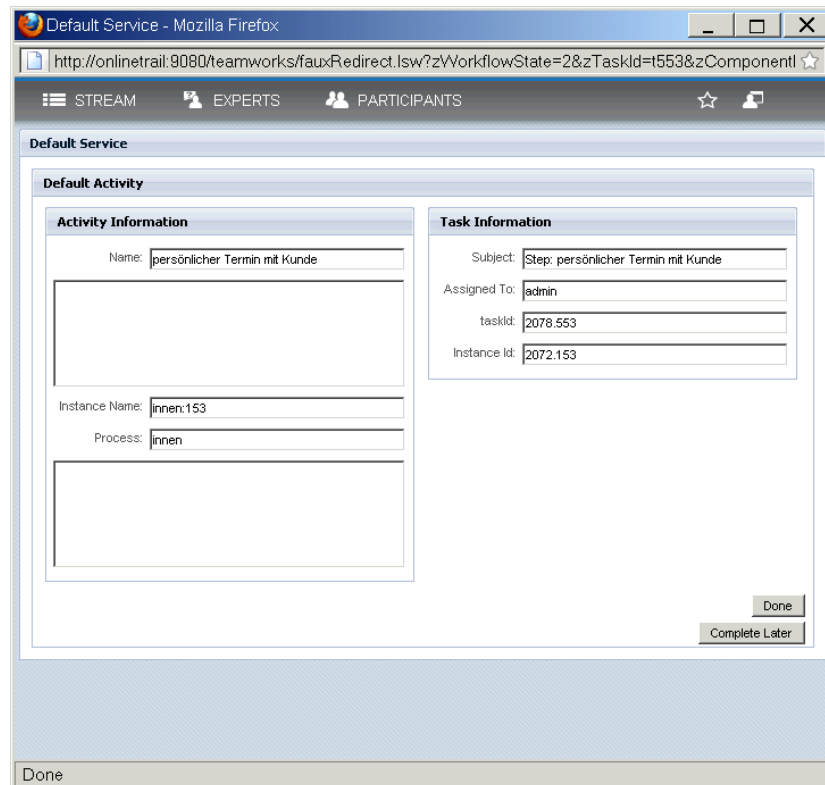 Default Service - Mozilla Firefox
http://onlinetrail:9080/teamworks/fauxRedirect.lsw?zWorkflowState=2&zTaskId=t553&zComponentI
STREAM EXPERTS PARTICIPANTS
Default Service
Default Activity
Activity Information
Name: persönlicher Termin mit Kunde
Instance Name: innen:153
Process: innen
Task Information
Subject: Step: persönlicher Termin mit Kunde
Assigned To: admin
taskId: 2078.553
Instance Id: 2072.153
Done
Complete Later
Done